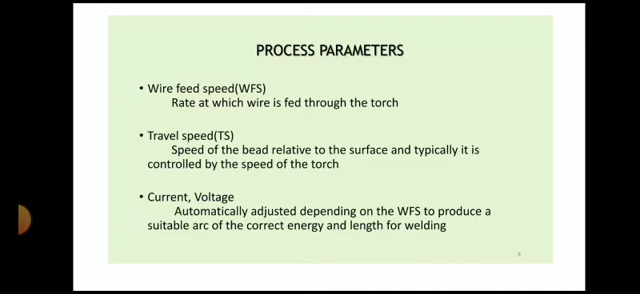 PROCESS PARAMETERS
• Wire feed speed(WFS)
Rate at which wire is fed through the torch
• Travel speed(TS)
Speed of the bead relative to the surface and typically it is
controlled by the speed of the torch
• Current, Voltage
Automatically adjusted depending on the WFS to produce a
suitable arc of the correct energy and length for welding